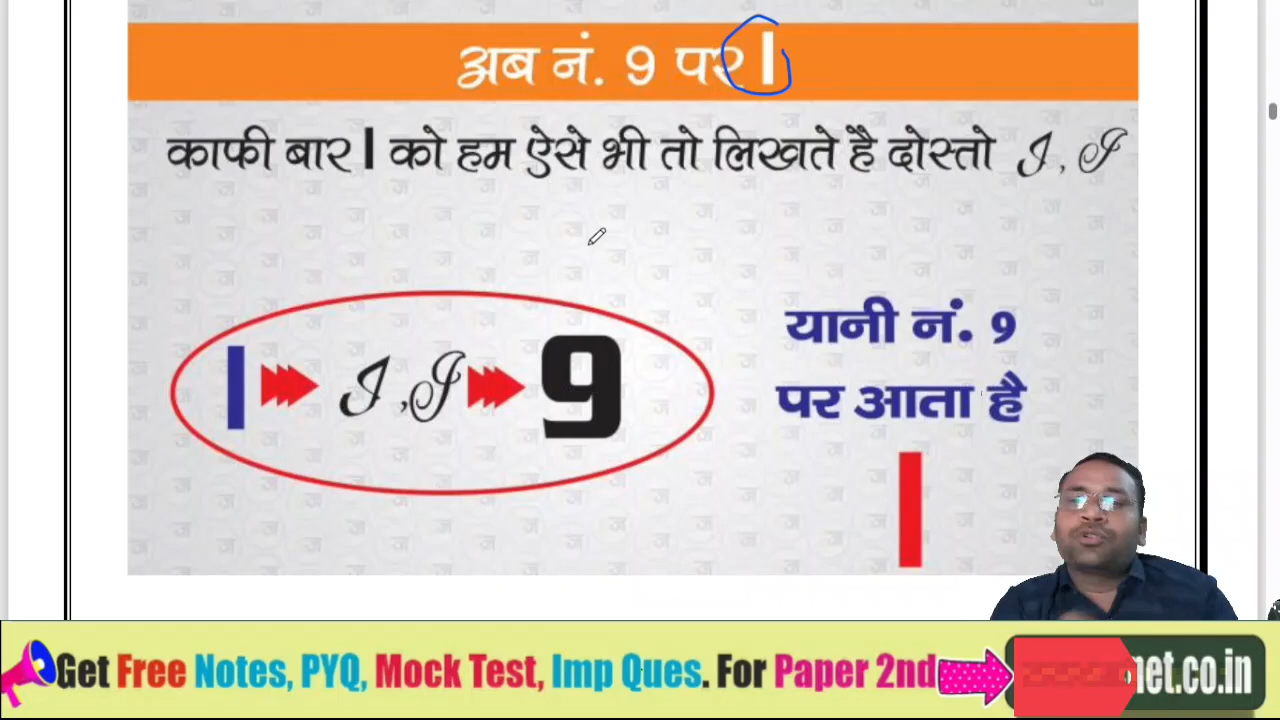 अब नं. 9 पर I
काफी बार I को हम ऐसे भी तो लिखते है दोस्तो I, I
I I, I 9
यानी नं. 9
पर आता है
I
Get Free Notes, PYQ, Mock Test, Imp Ques. For Paper 2nd net.co.in